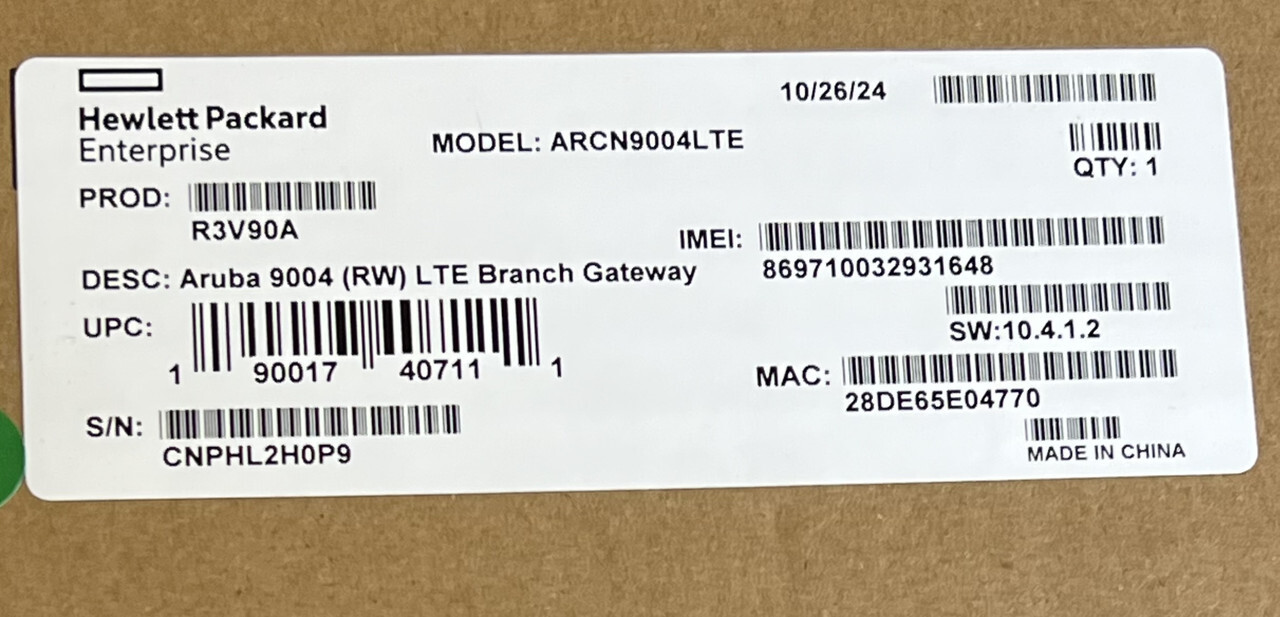 Hewlett Packard
Enterprise
10/26/24
MODEL: ARCN9004LTE
QTY: 1
PROD:
R3V90A
IMEI:
869710032931648
DESC: Aruba 9004 (RW) LTE Branch Gateway
SW:10.4.1.2
UPC:
1 90017 40711 1
MAC:
28DE65E04770
S/N:
CNPHL2H0P9
MADE IN CHINA